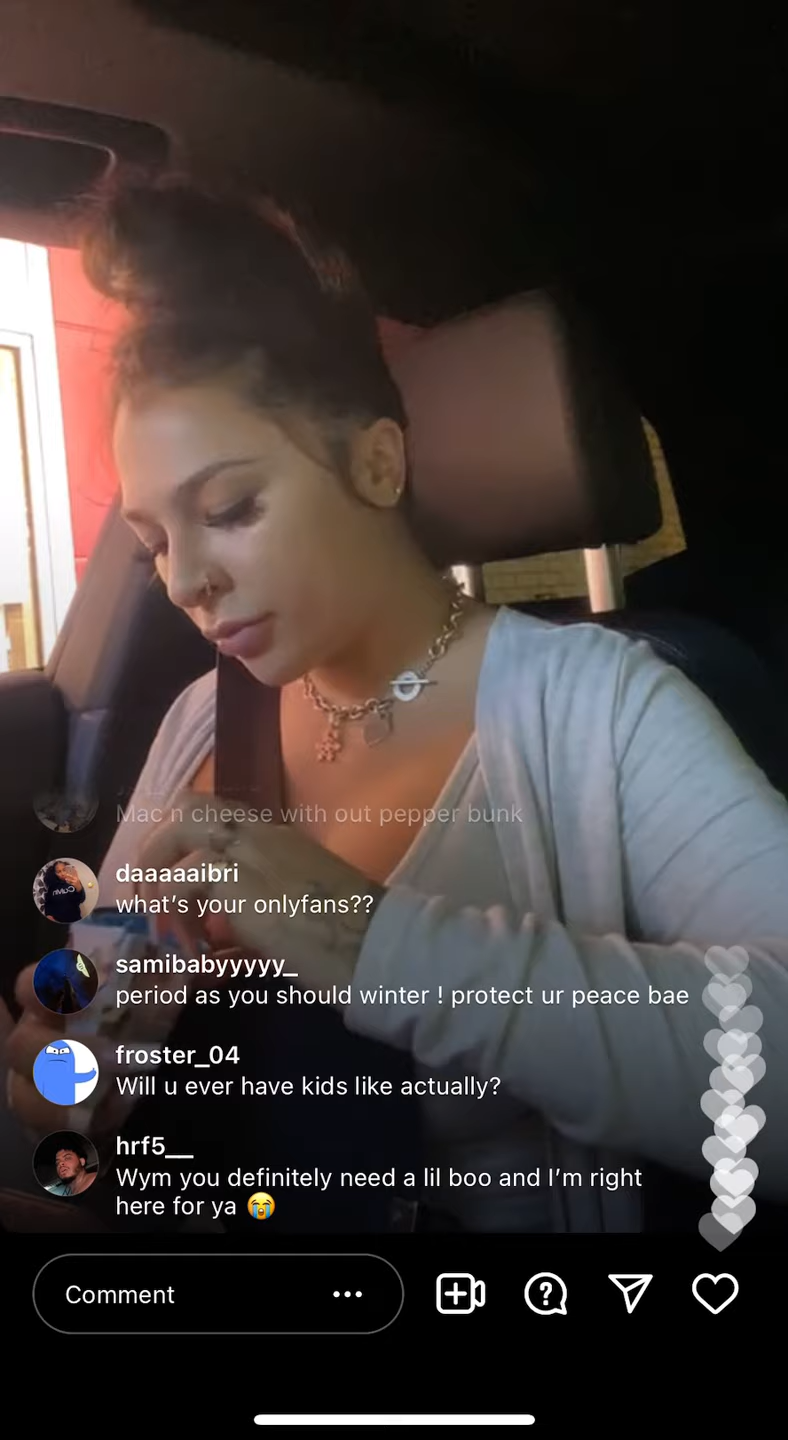 Mac n cheese with out pepper bunk
daaaaaibri
what's your onlyfans??
samibabyyyyy_
period as you should winter ! protect ur peace bae
froster_04
Will u ever have kids like actually?
hrf5__
Wym you definitely need a lil boo and I'm right
here for ya 😭
Comment